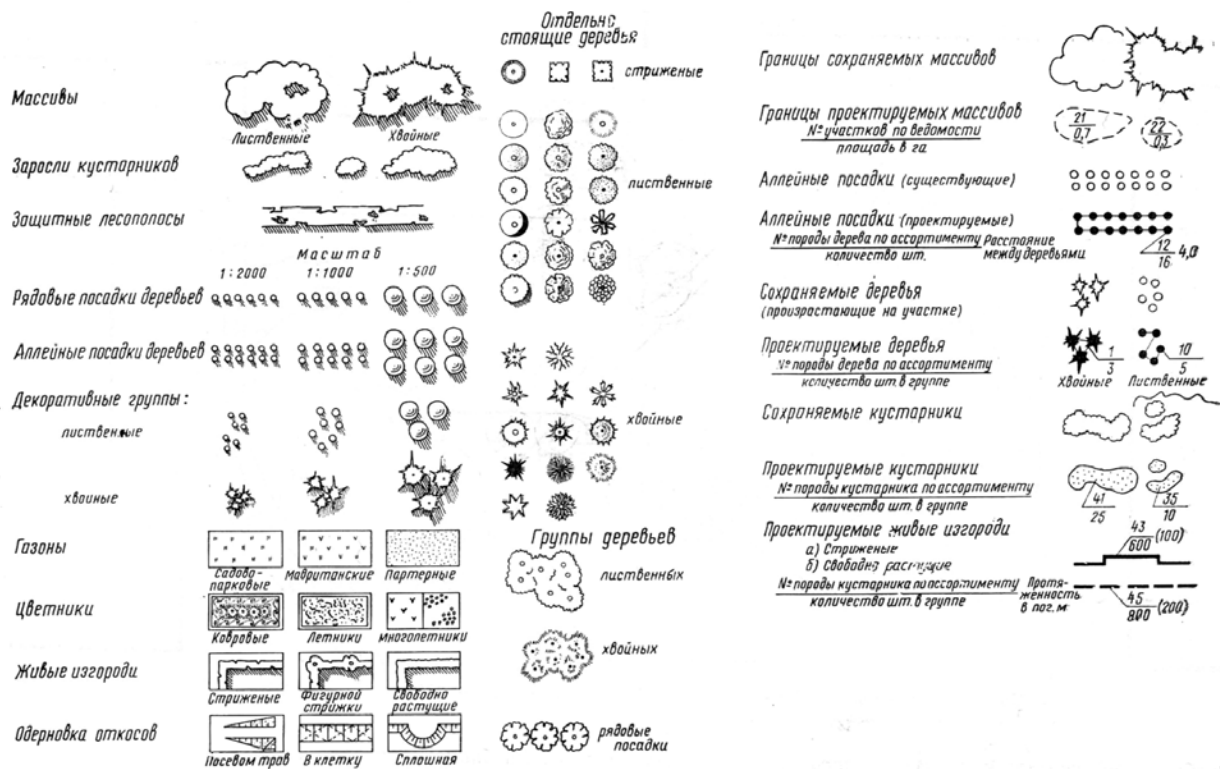 Массивы
Лиственные
Хвойные
Заросли кустарников
Защитные лесополосы
Масштаб
1:2000 1:1000 1:500
Рядовые посадки деревьев
Аллейные посадки деревьев
Декоративные группы:
лиственные
хвойные
Газоны
Садово-
парковые
Мавританские
Партерные
Цветники
Ковровые
Летники
Многолетники
Живые изгороди
Стриженые
Фигурной
стрижки
Свободно
растущие
Одерновка откосов
Посевом трав
В клетку
Сплошная
Отдельно
стоящие деревья
стриженые
лиственные
хвойные
Группы деревьев
лиственных
хвойных
рядовые
посадки
Границы сохраняемых массивов
Границы проектируемых массивов
№ участков по ведомости
площадь в га
21
0,7
22
0,3
Аллейные посадки (существующие)
Аллейные посадки (проектируемые)
№ породы дерева по ассортименту
количество шт.
Расстояние
между деревьями
12
16
4,0
Сохраняемые деревья
(произрастающие на участке)
Проектируемые деревья
№ породы дерева по ассортименту
количество шт. в группе
1
3
10
5
Хвойные
Лиственные
Сохраняемые кустарники
Проектируемые кустарники
№ породы кустарника по ассортименту
количество шт. в группе
41
25
35
10
Проектируемые живые изгороди
а) Стриженые
б) Свободно растущие
№ породы кустарника по ассортименту
количество шт. в группе
Протя-
женность
в пог. м
43
600
(100)
45
800
(200)